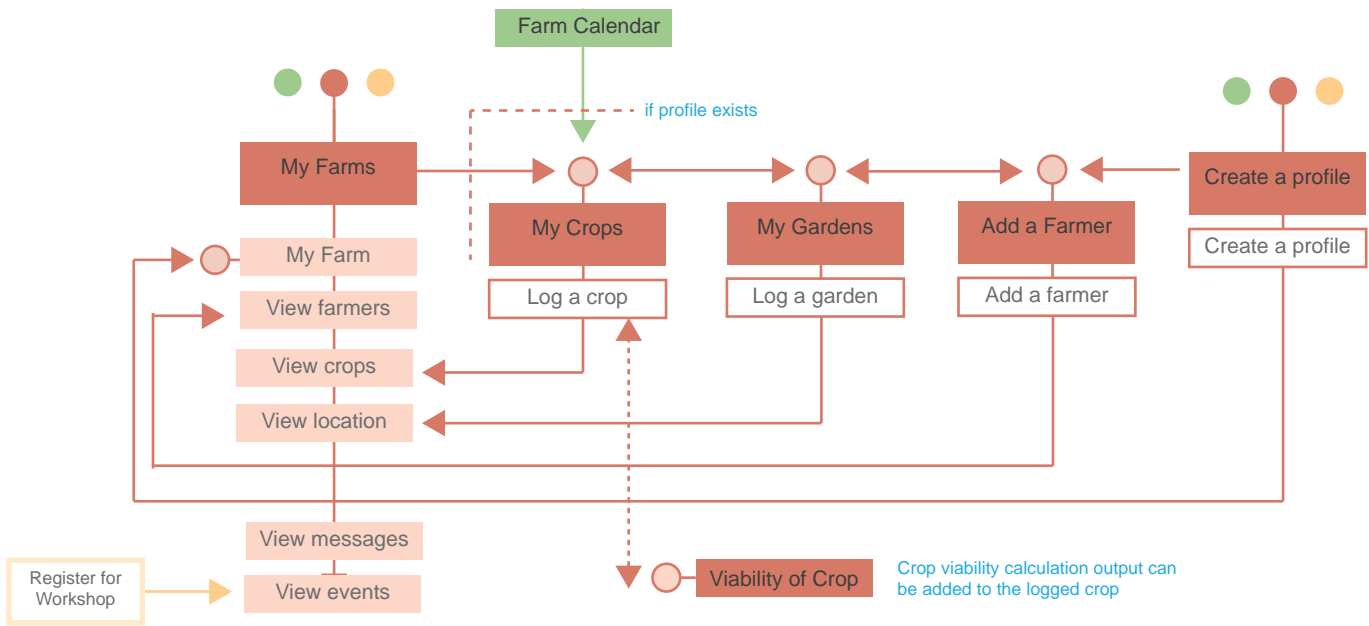 Farm Calendar
if profile exists
My Farms
Create a profile
My Crops
My Gardens
Add a Farmer
My Farm
Create a profile
Log a crop
Log a garden
Add a farmer
View farmers
View crops
View location
View messages
View events
Register for
Workshop
Viability of Crop
Crop viability calculation output can
be added to the logged crop